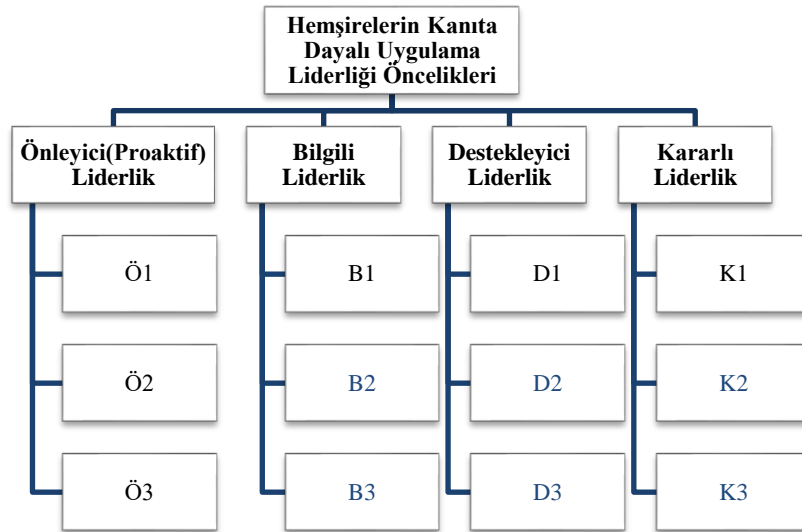 Hemşirelerin Kanıta
Dayalı Uygulama
Liderliği Öncelikleri
Önleyici(Proaktif)
Liderlik
Bilgili
Liderlik
Destekleyici
Liderlik
Kararlı
Liderlik
Ö1
B1
D1
K1
Ö2
B2
D2
K2
Ö3
B3
D3
K3